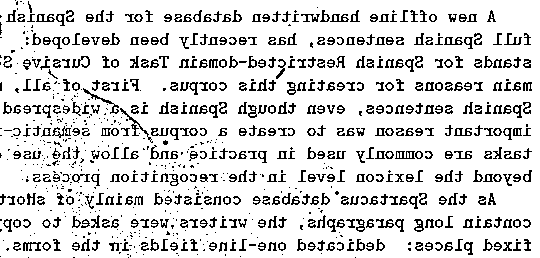 A new offline handwritten database for the Spanish
full Spanish sentences, has recently been developed:
stands for Spanish Restricted-domain Task of Cursive
main reasons for creating this corpus. First of all,
Spanish sentences, even though Spanish is a widespread
important reason was to create a corpus from semantic-
tasks are commonly used in practice and allow the use
beyond the lexicon level in the recognition process.
As the Spartacus database consisted mainly of short
contain long paragraphs, the writers were asked to copy
fixed places: dedicated one-line fields in the forms.